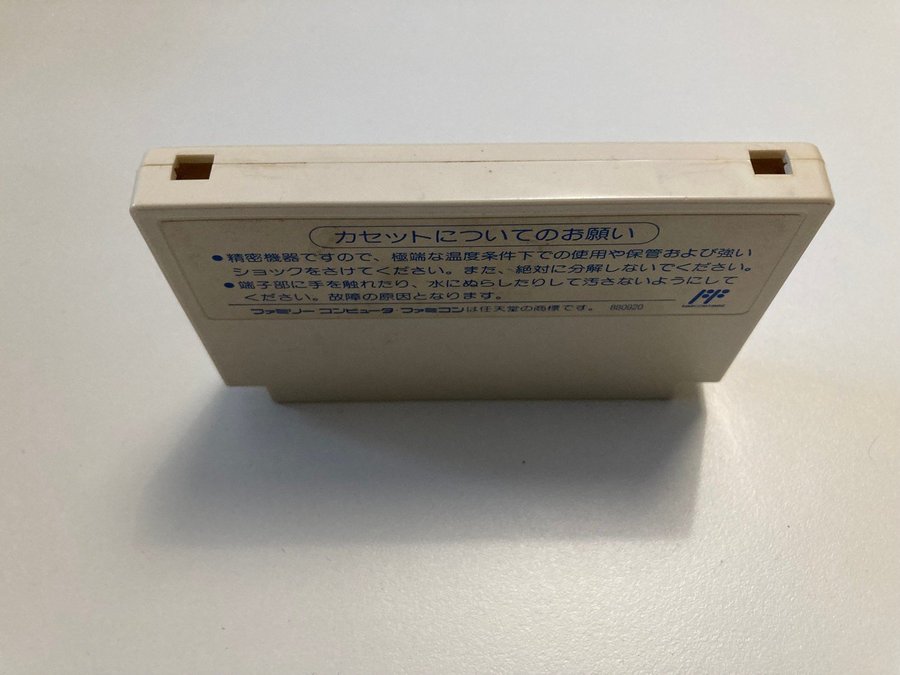 カセットについてのお願い
●精密機器ですので、極端な温度条件下での使用や保管および強い
ショックをさけてください。また、絶対に分解しないでください。
●端子部に手を触れたり、水にぬらしたりして汚さないようにして
ください。故障の原因となります。
ファミリーコンピュータ・ファミコンは任天堂の商標です。 880920